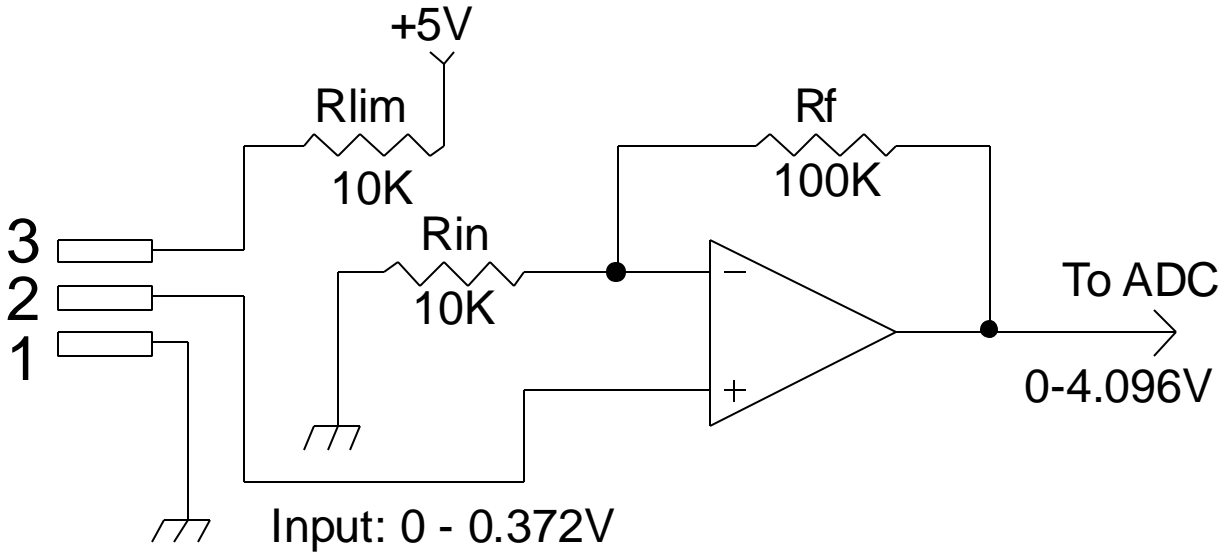 +5V
Rlim
10K
Rf
100K
3
2
1
Rin
10K
−
+
To ADC
0-4.096V
Input: 0 - 0.372V